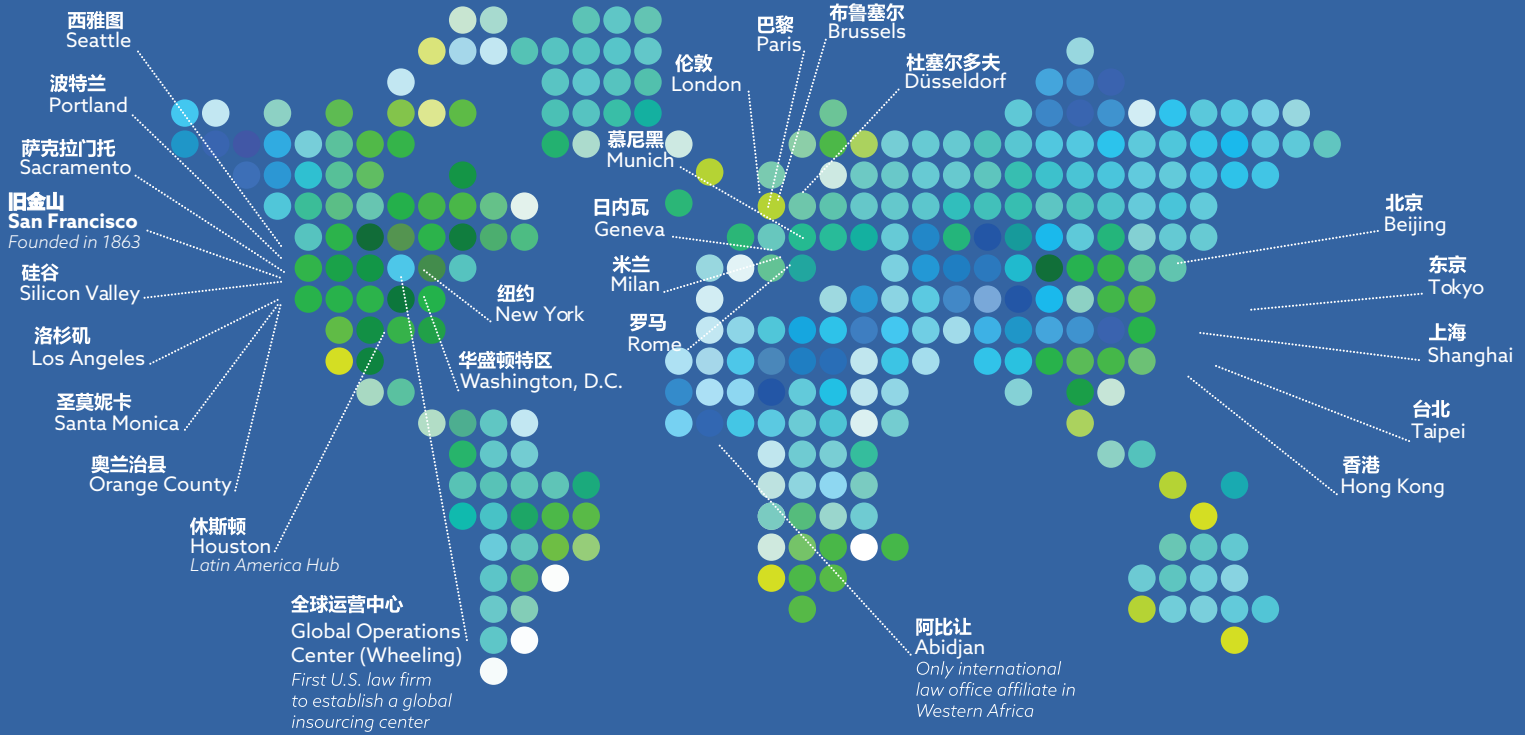 西雅图
Seattle
波特兰
Portland
萨克拉门托
Sacramento
旧金山
San Francisco
Founded in 1863
硅谷
Silicon Valley
洛杉矶
Los Angeles
圣莫妮卡
Santa Monica
奥兰治县
Orange County
休斯顿
Houston
Latin America Hub
全球运营中心
Global Operations
Center (Wheeling)
First U.S. law firm
to establish a global
insourcing center
纽约
New York
华盛顿特区
Washington, D.C.
巴黎
Paris
布鲁塞尔
Brussels
伦敦
London
杜塞尔多夫
Düsseldorf
慕尼黑
Munich
日内瓦
Geneva
米兰
Milan
罗马
Rome
阿比让
Abidjan
Only international
law office affiliate in
Western Africa
北京
Beijing
东京
Tokyo
上海
Shanghai
台北
Taipei
香港
Hong Kong